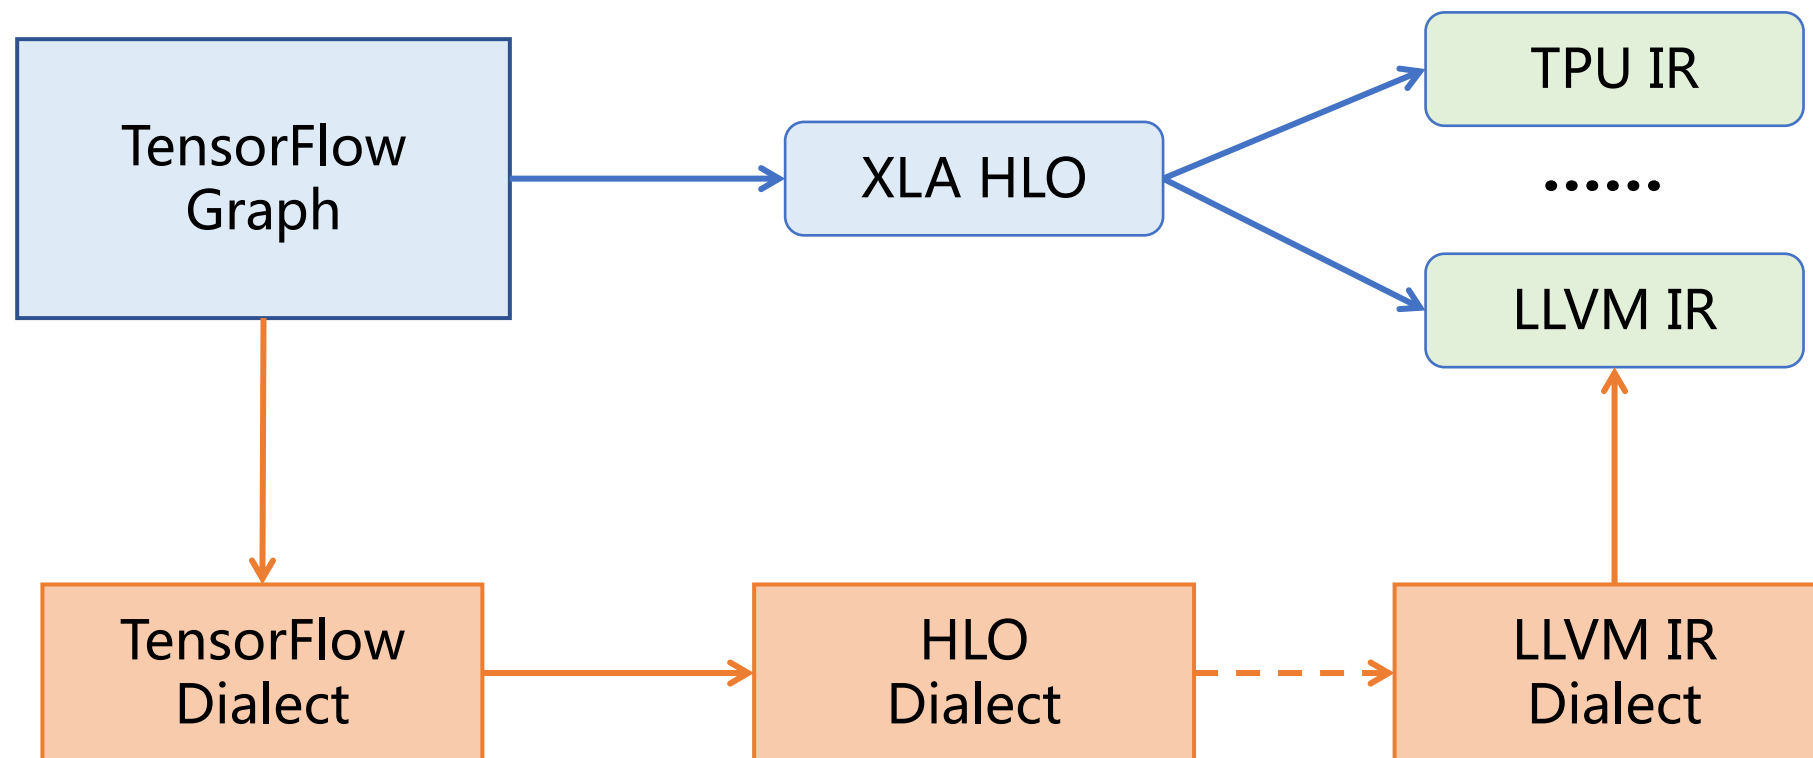 TensorFlow
Graph
XLA HLO
TPU IR
......
LLVM IR
TensorFlow
Dialect
HLO
Dialect
LLVM IR
Dialect